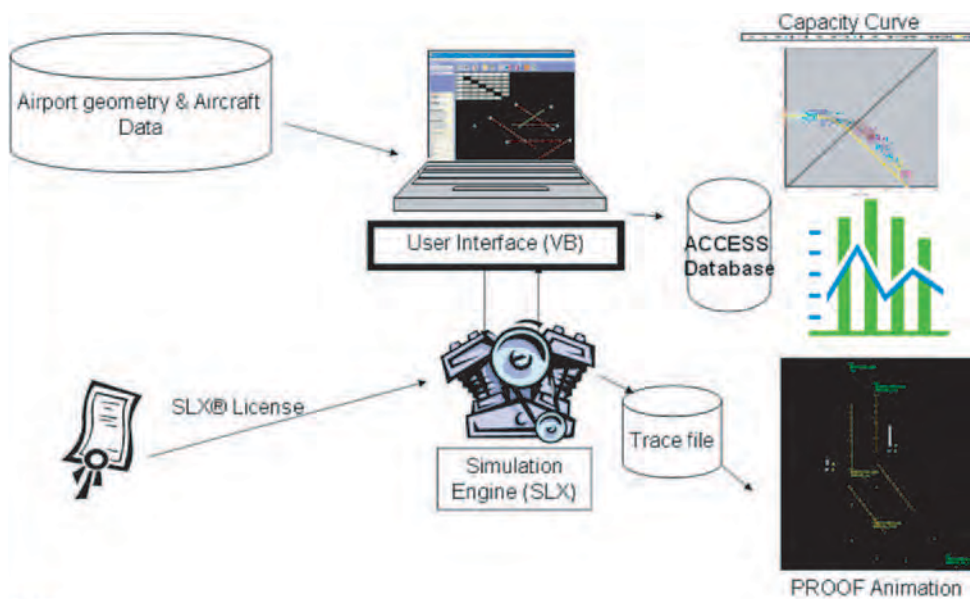 Capacity Curve
Airport geometry & Aircraft
Data
User Interface (VB)
ACCESS
Database
SLX® License
Simulation
Engine (SLX)
Trace file
PROOF Animation